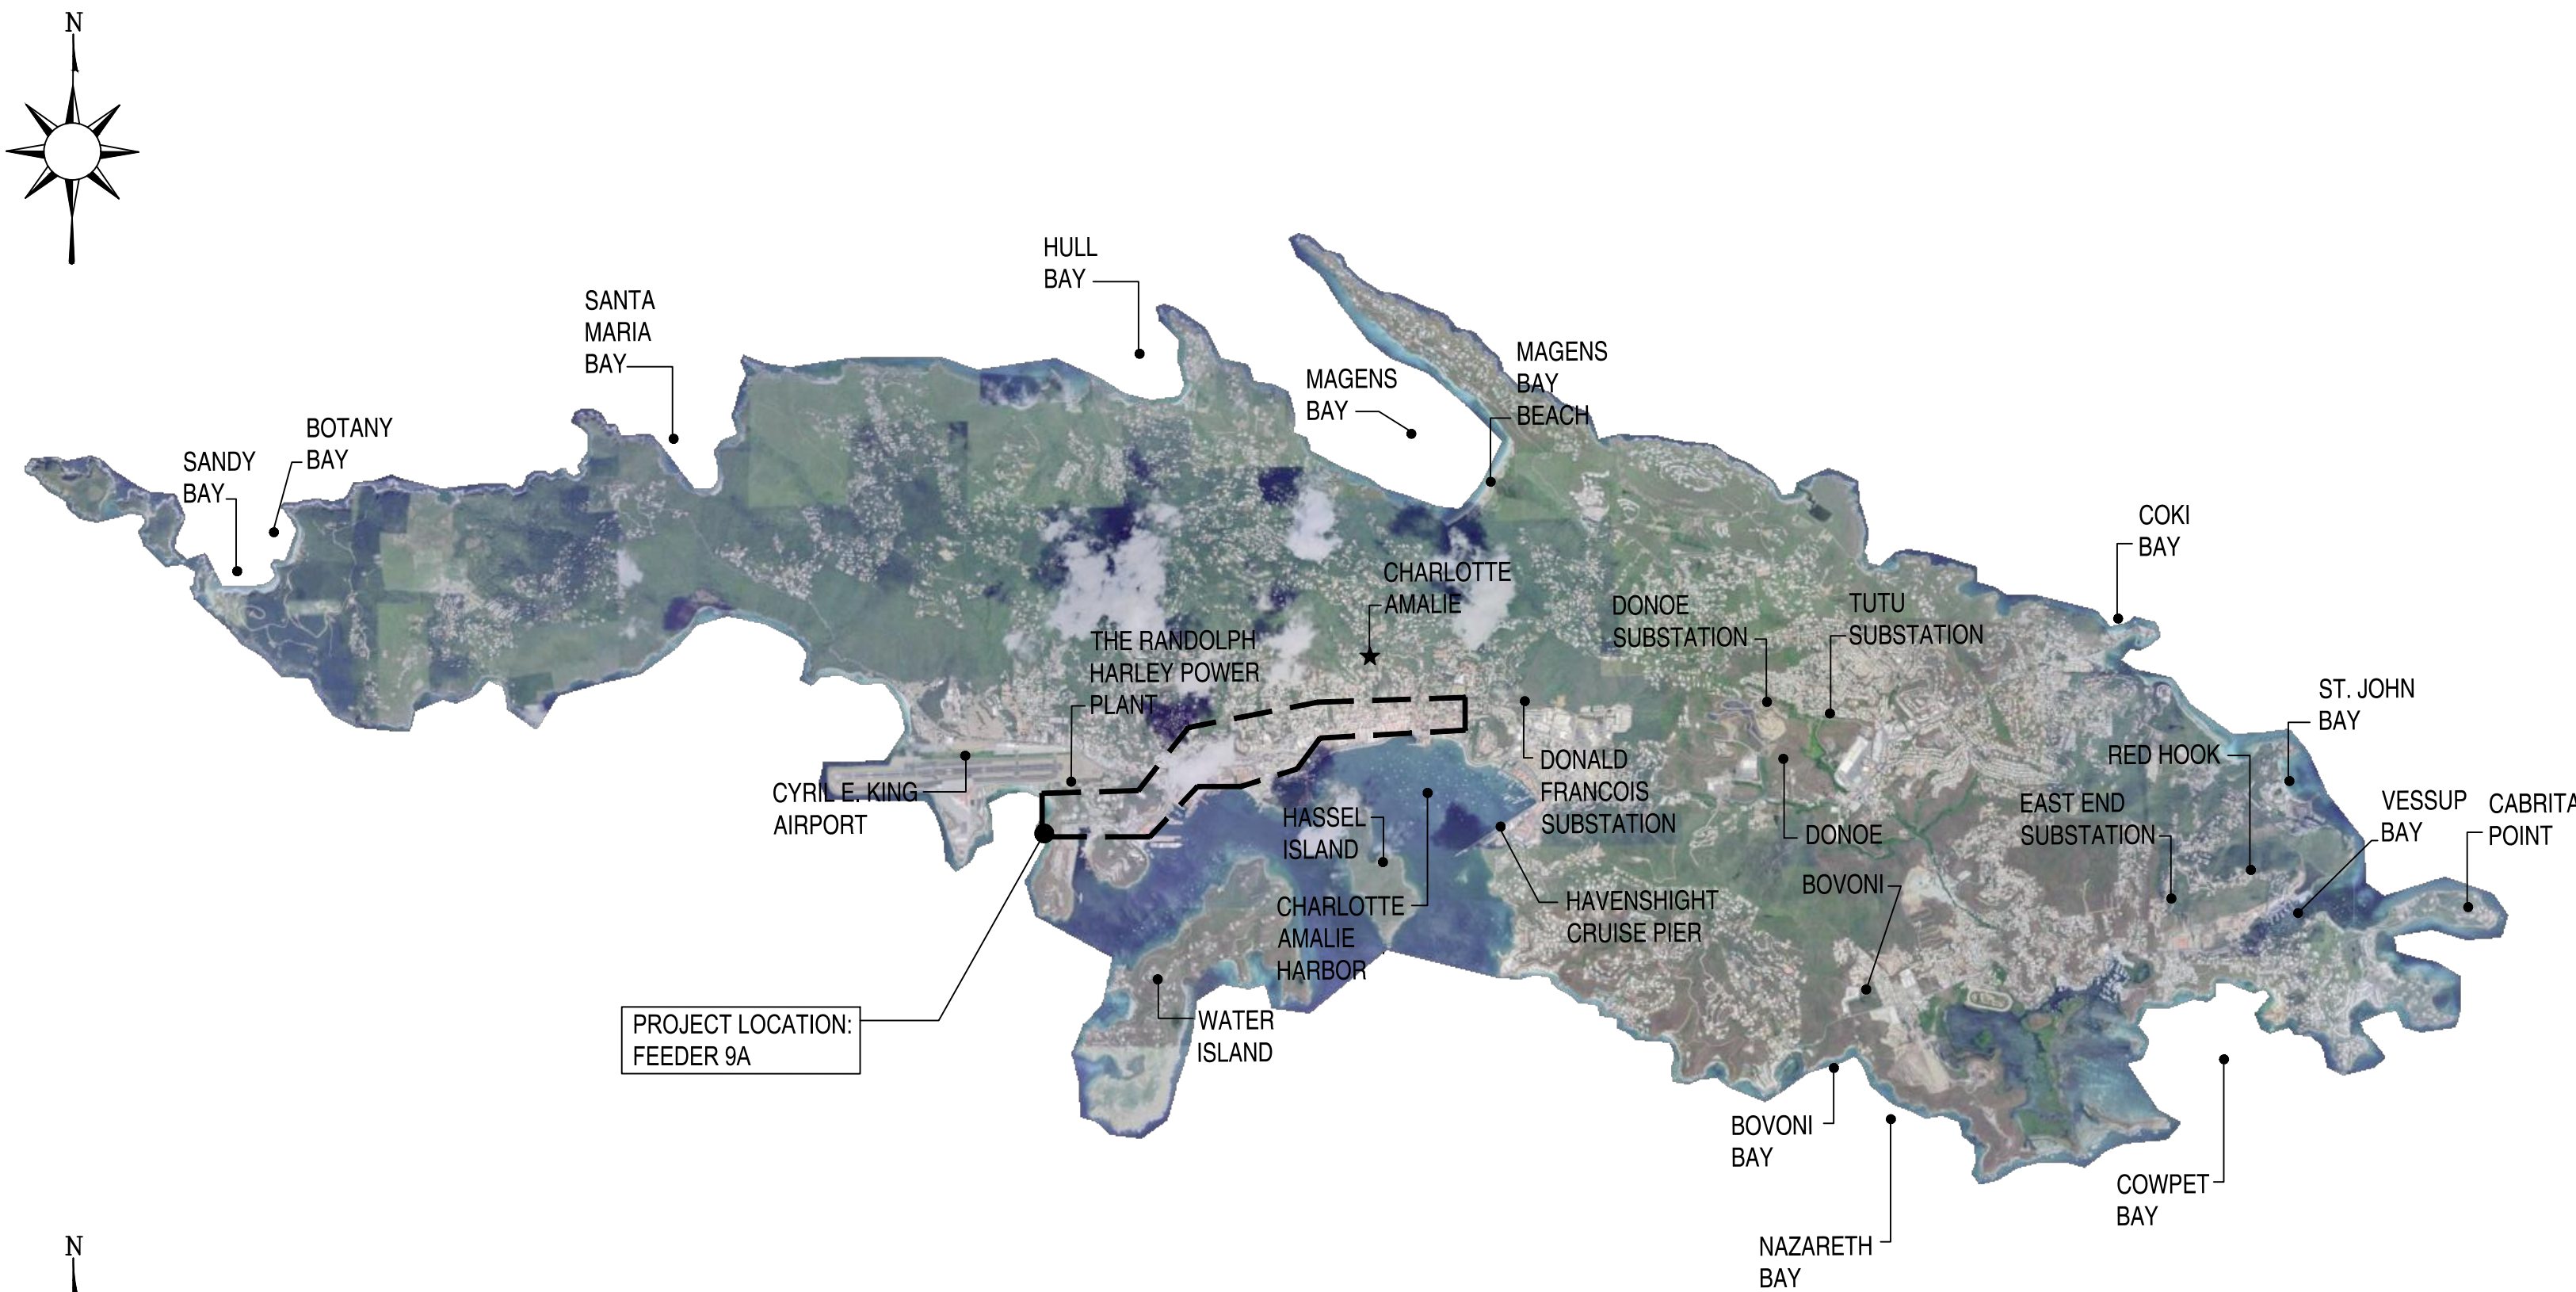 N
HULL
BAY
SANTA
MARIA
BAY
MAGENS
BAY
BEACH
MAGENS
BAY
BOTANY
BAY
SANDY
BAY
COKI
BAY
CHARLOTTE
AMALIE
DONOE
SUBSTATION
TUTU
SUBSTATION
THE RANDOLPH
HARLEY POWER
PLANT
ST. JOHN
BAY
RED HOOK
DONALD
FRANCOIS
SUBSTATION
CYRIL E. KING
AIRPORT
HASSEL
ISLAND
DONOE
EAST END
SUBSTATION
VESSUP
BAY
CABRITA
POINT
BOVONI
CHARLOTTE
AMALIE
HARBOR
HAVENSHIGHT
CRUISE PIER
PROJECT LOCATION:
FEEDER 9A
WATER
ISLAND
BOVONI
BAY
COWPET
BAY
NAZARETH
BAY
N